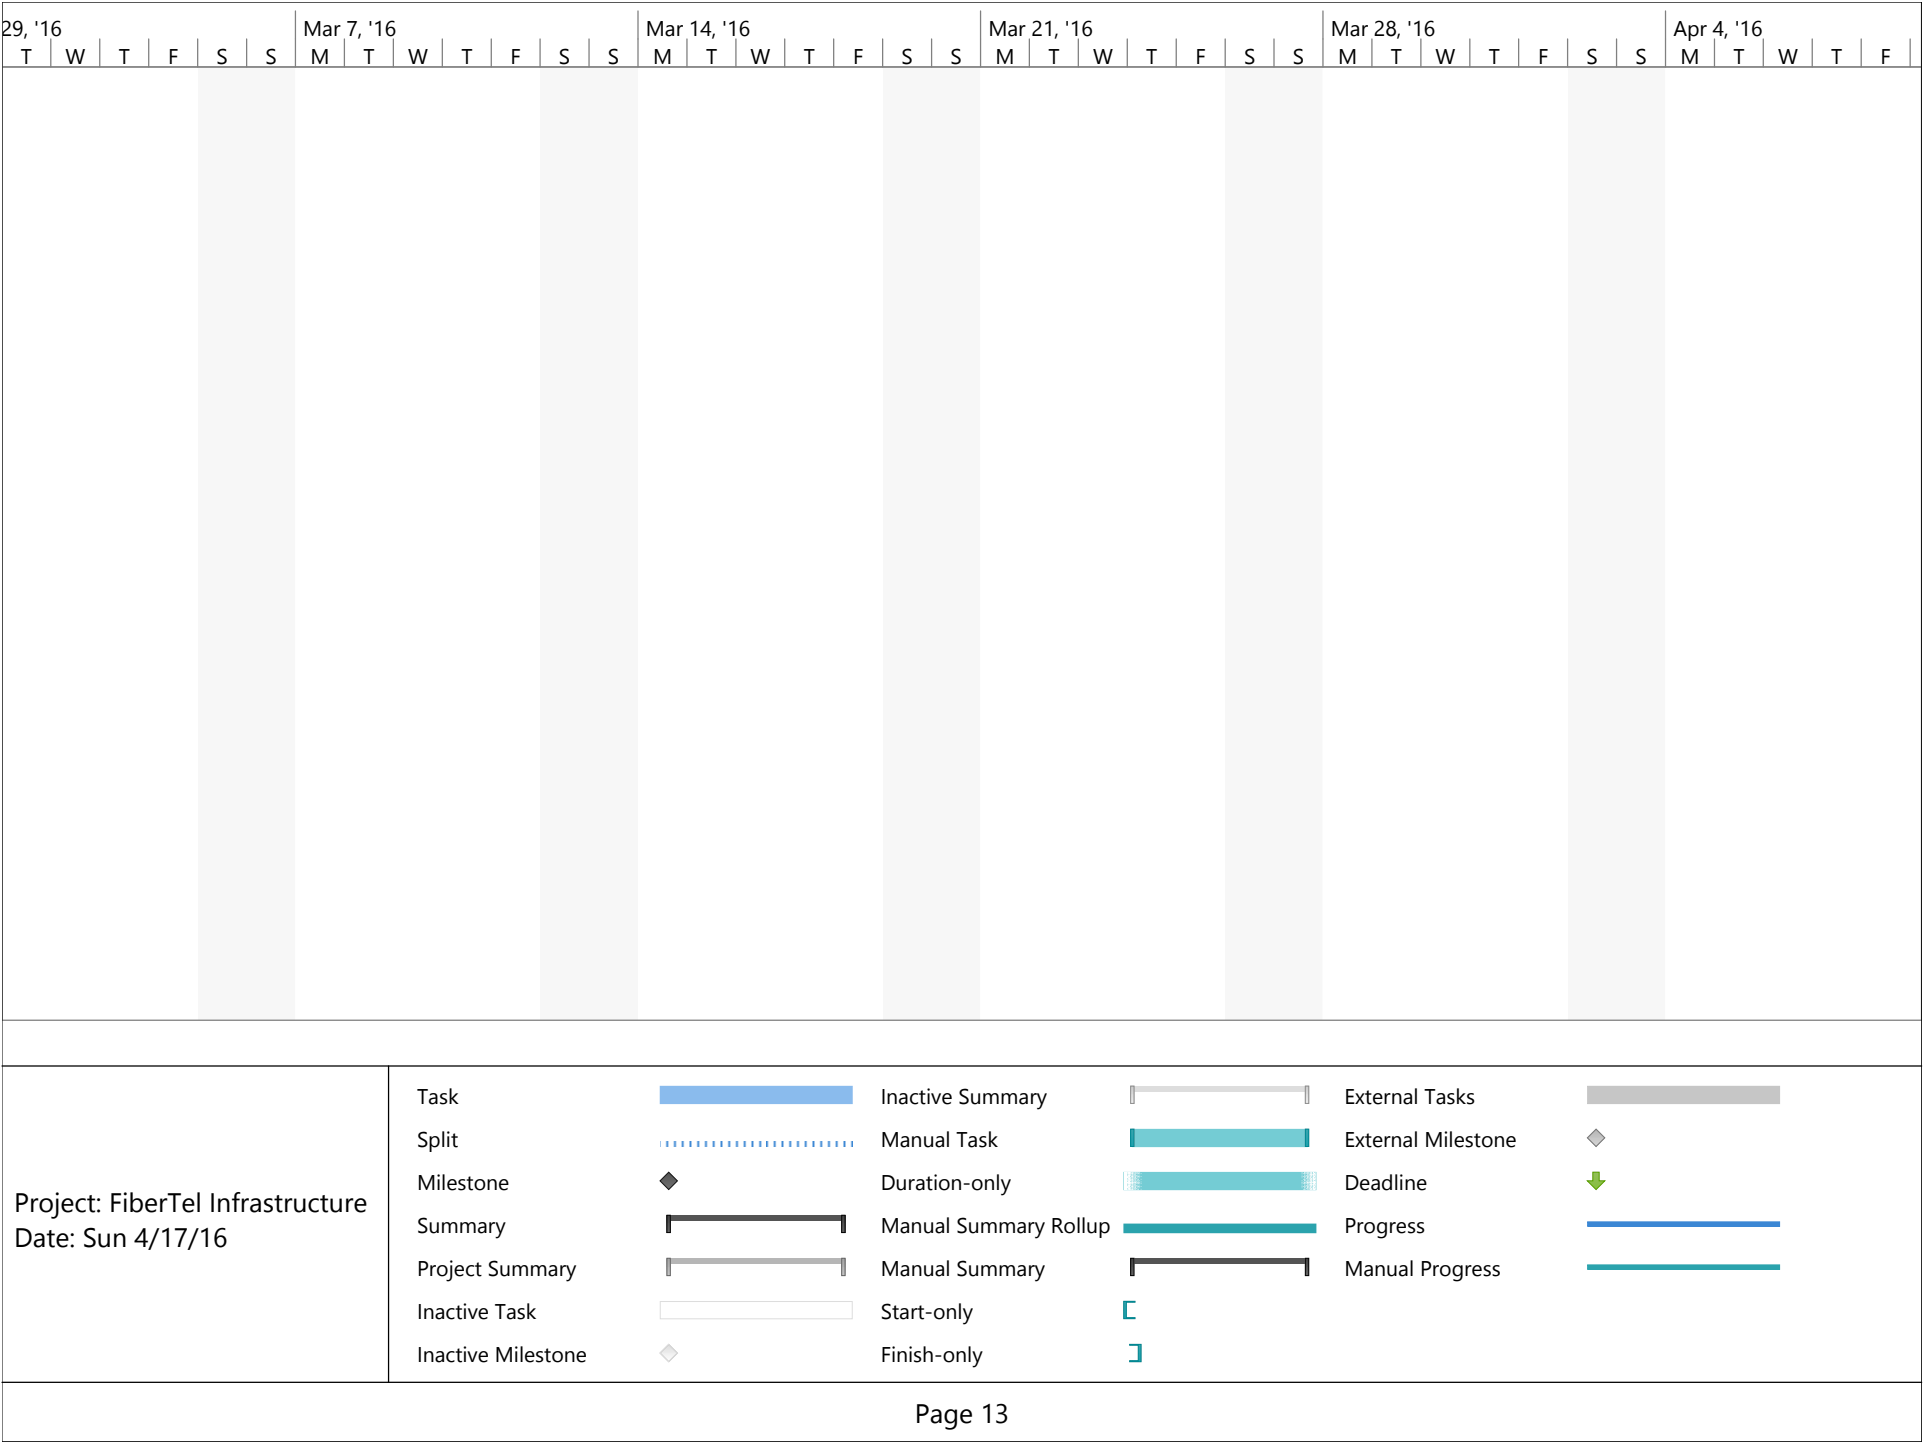 29, '16 Mar 7, '16 Mar 14, '16 Mar 21, '16 Mar 28, '16 Apr 4, '16
T W T F S S M T W T F S S M T W T F S S M T W T F S S M T W T F S S M T W T F
Project: FiberTel Infrastructure
Date: Sun 4/17/16
Task
Split
Milestone
Summary
Project Summary
Inactive Task
Inactive Milestone
Inactive Summary
Manual Task
Duration-only
Manual Summary Rollup
Manual Summary
Start-only
Finish-only
External Tasks
External Milestone
Deadline
Progress
Manual Progress
Page 13